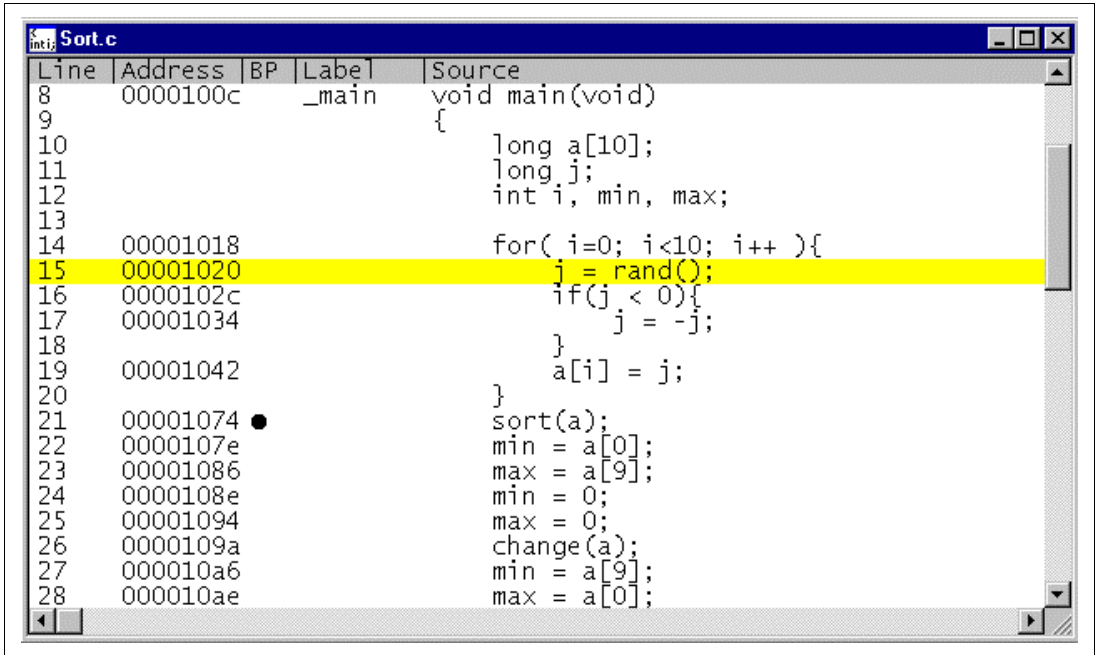 Sort.c
Line |Address |BP |Label |Source
8 0000100c _main void main(void)
9 {
10 long a[10];
11 long j;
12 int i, min, max;
13
14 00001018 for( i=0; i<10; i++ ){
15 00001020 j = rand();
16 0000102c if(j < 0){
17 00001034 j = -j;
18 }
19 00001042 a[i] = j;
20 }
21 00001074 ● sort(a);
22 0000107e min = a[0];
23 00001086 max = a[9];
24 0000108e min = 0;
25 00001094 max = 0;
26 0000109a change(a);
27 000010a6 min = a[9];
28 000010ae max = a[0];